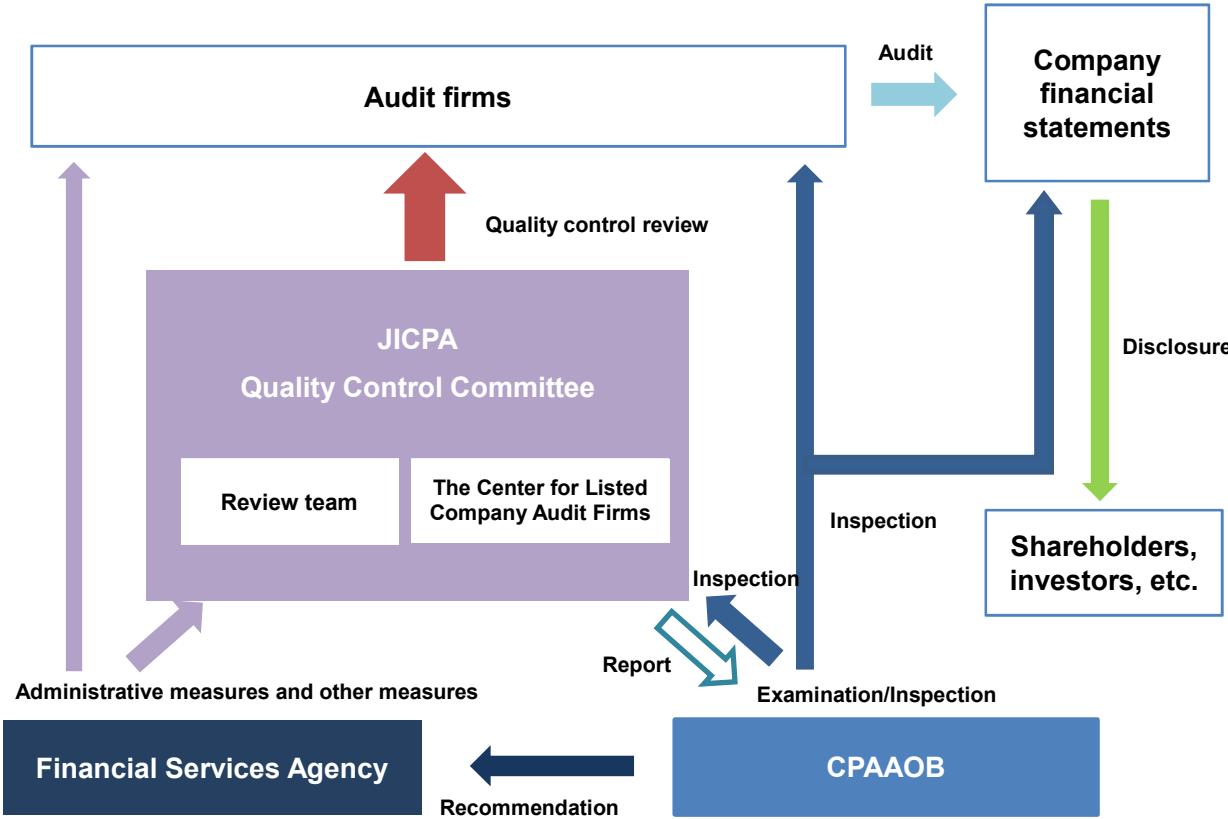 Audit firms
Audit
Company
financial
statements
Quality control review
JICPA
Quality Control Committee
Disclosure
Review team
The Center for Listed
Company Audit Firms
Inspection
Shareholders,
investors, etc.
Inspection
Report
Administrative measures and other measures
Examination/Inspection
Financial Services Agency
CPAAOB
Recommendation